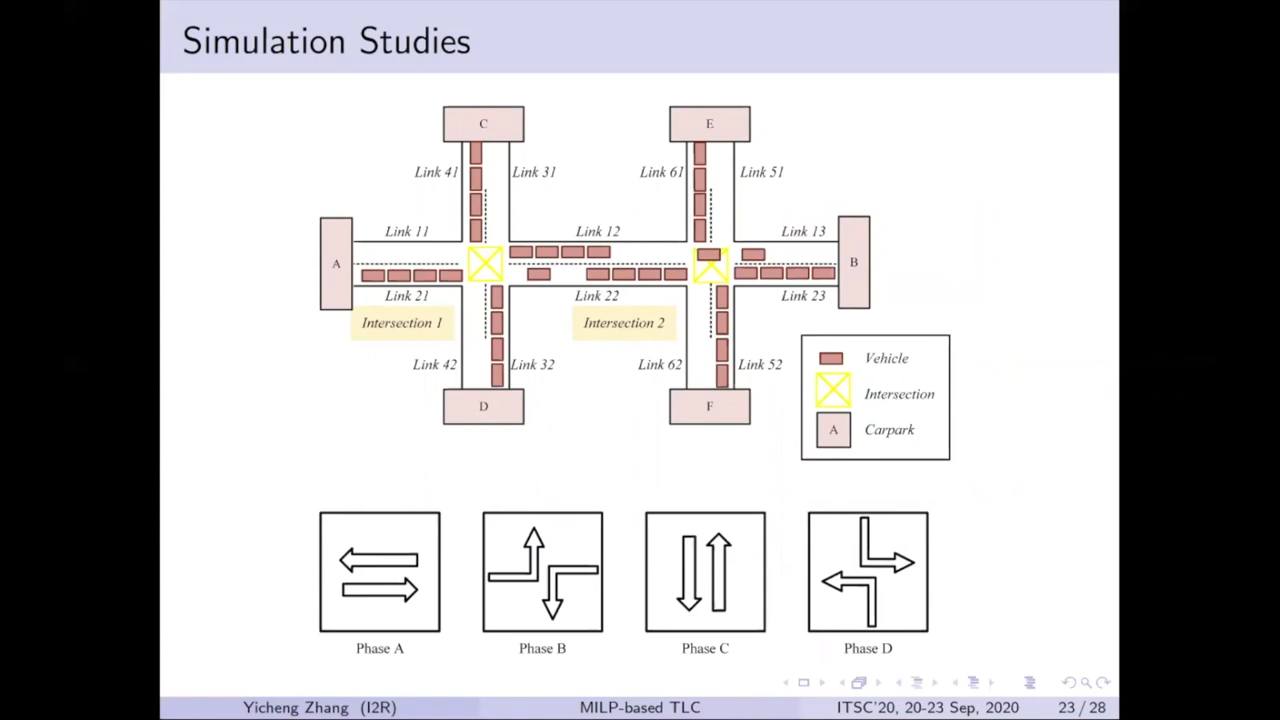 Simulation Studies
C
E
Link 41
Link 31
Link 61
Link 51
Link 11
Link 12
Link 13
A
B
Link 21
Link 22
Link 23
Intersection 1
Intersection 2
Link 42
Link 32
Link 62
Link 52
D
F
Vehicle
Intersection
A
Carpark
Phase A
Phase B
Phase C
Phase D
Yicheng Zhang (I2R)
MILP-based TLC
ITSC'20, 20-23 Sep, 2020
23 / 28